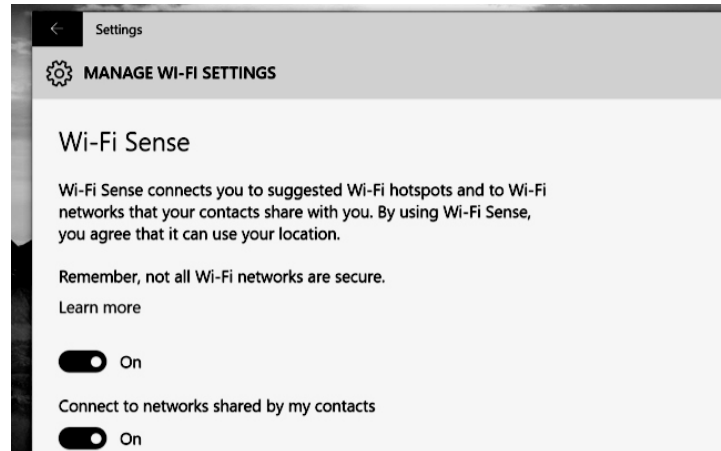 Settings
MANAGE WI-FI SETTINGS
Wi-Fi Sense
Wi-Fi Sense connects you to suggested Wi-Fi hotspots and to Wi-Fi
networks that your contacts share with you. By using Wi-Fi Sense,
you agree that it can use your location.
Remember, not all Wi-Fi networks are secure.
Learn more
On
Connect to networks shared by my contacts
On